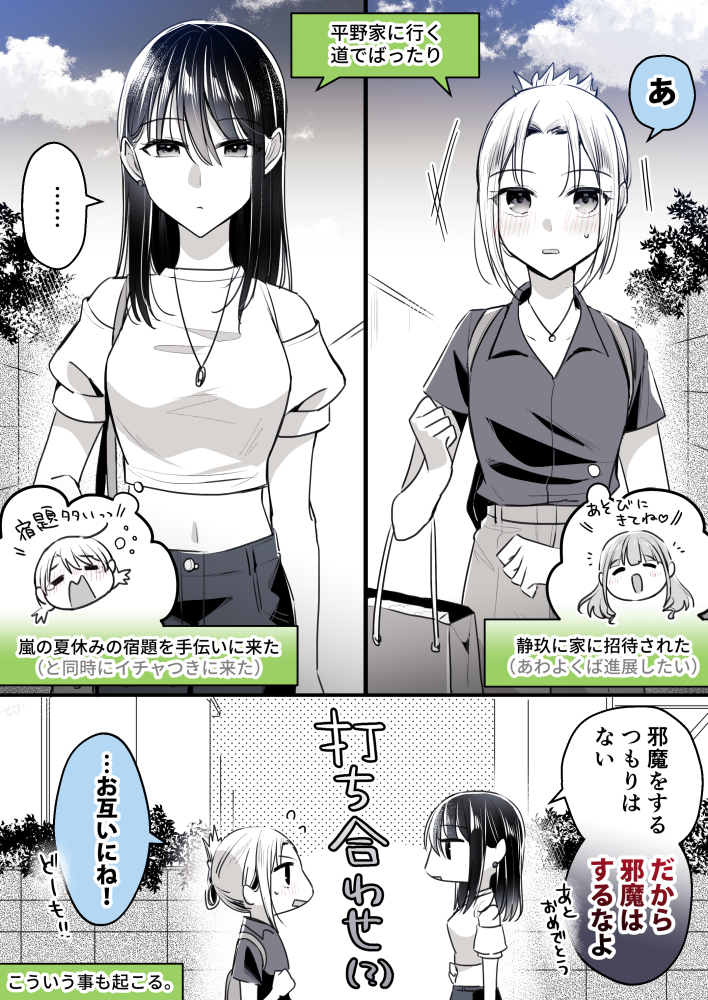 平野家に行く
道でばったり
あ
あそびに
きてね♡
静玖に家に招待された
（あわよくば進展したい）
……
宿題タタいっっ
嵐の夏休みの宿題を手伝いに来た
（と同時にイチャつきに来た）
邪魔をする
つもりは
ない
だから
邪魔は
するなよ
あと
おめでとう
打ち合わせ(?)
…お互いにね！
どーも!!
こういう事も起こる。